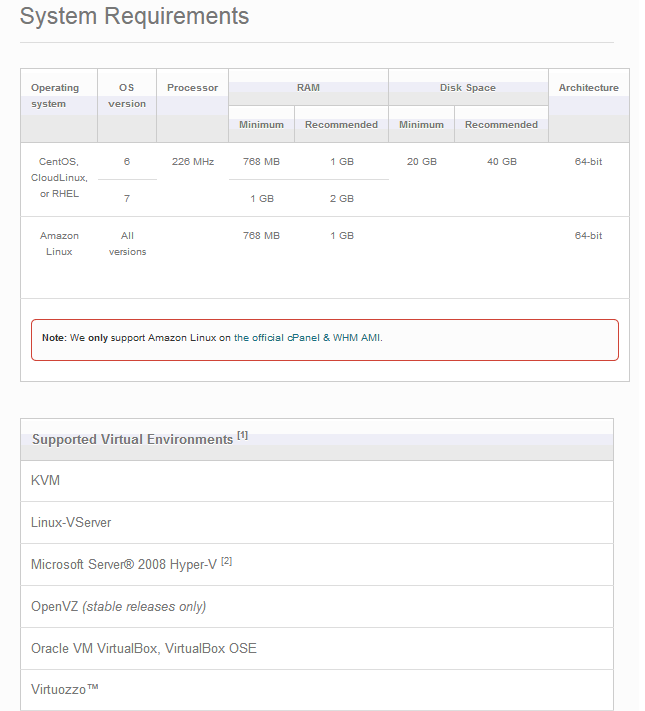 System Requirements
Operating system OS version Processor RAM Disk Space Architecture
Minimum Recommended Minimum Recommended
CentOS, CloudLinux, or RHEL 6 226 MHz 768 MB 1 GB 20 GB 40 GB 64-bit
7 1 GB 2 GB
Amazon Linux All versions 768 MB 1 GB 64-bit
Note: We only support Amazon Linux on the official cPanel & WHM AMI.
Supported Virtual Environments [1]
KVM
Linux-VServer
Microsoft Server® 2008 Hyper-V [2]
OpenVZ (stable releases only)
Oracle VM VirtualBox, VirtualBox OSE
Virtuozzo™